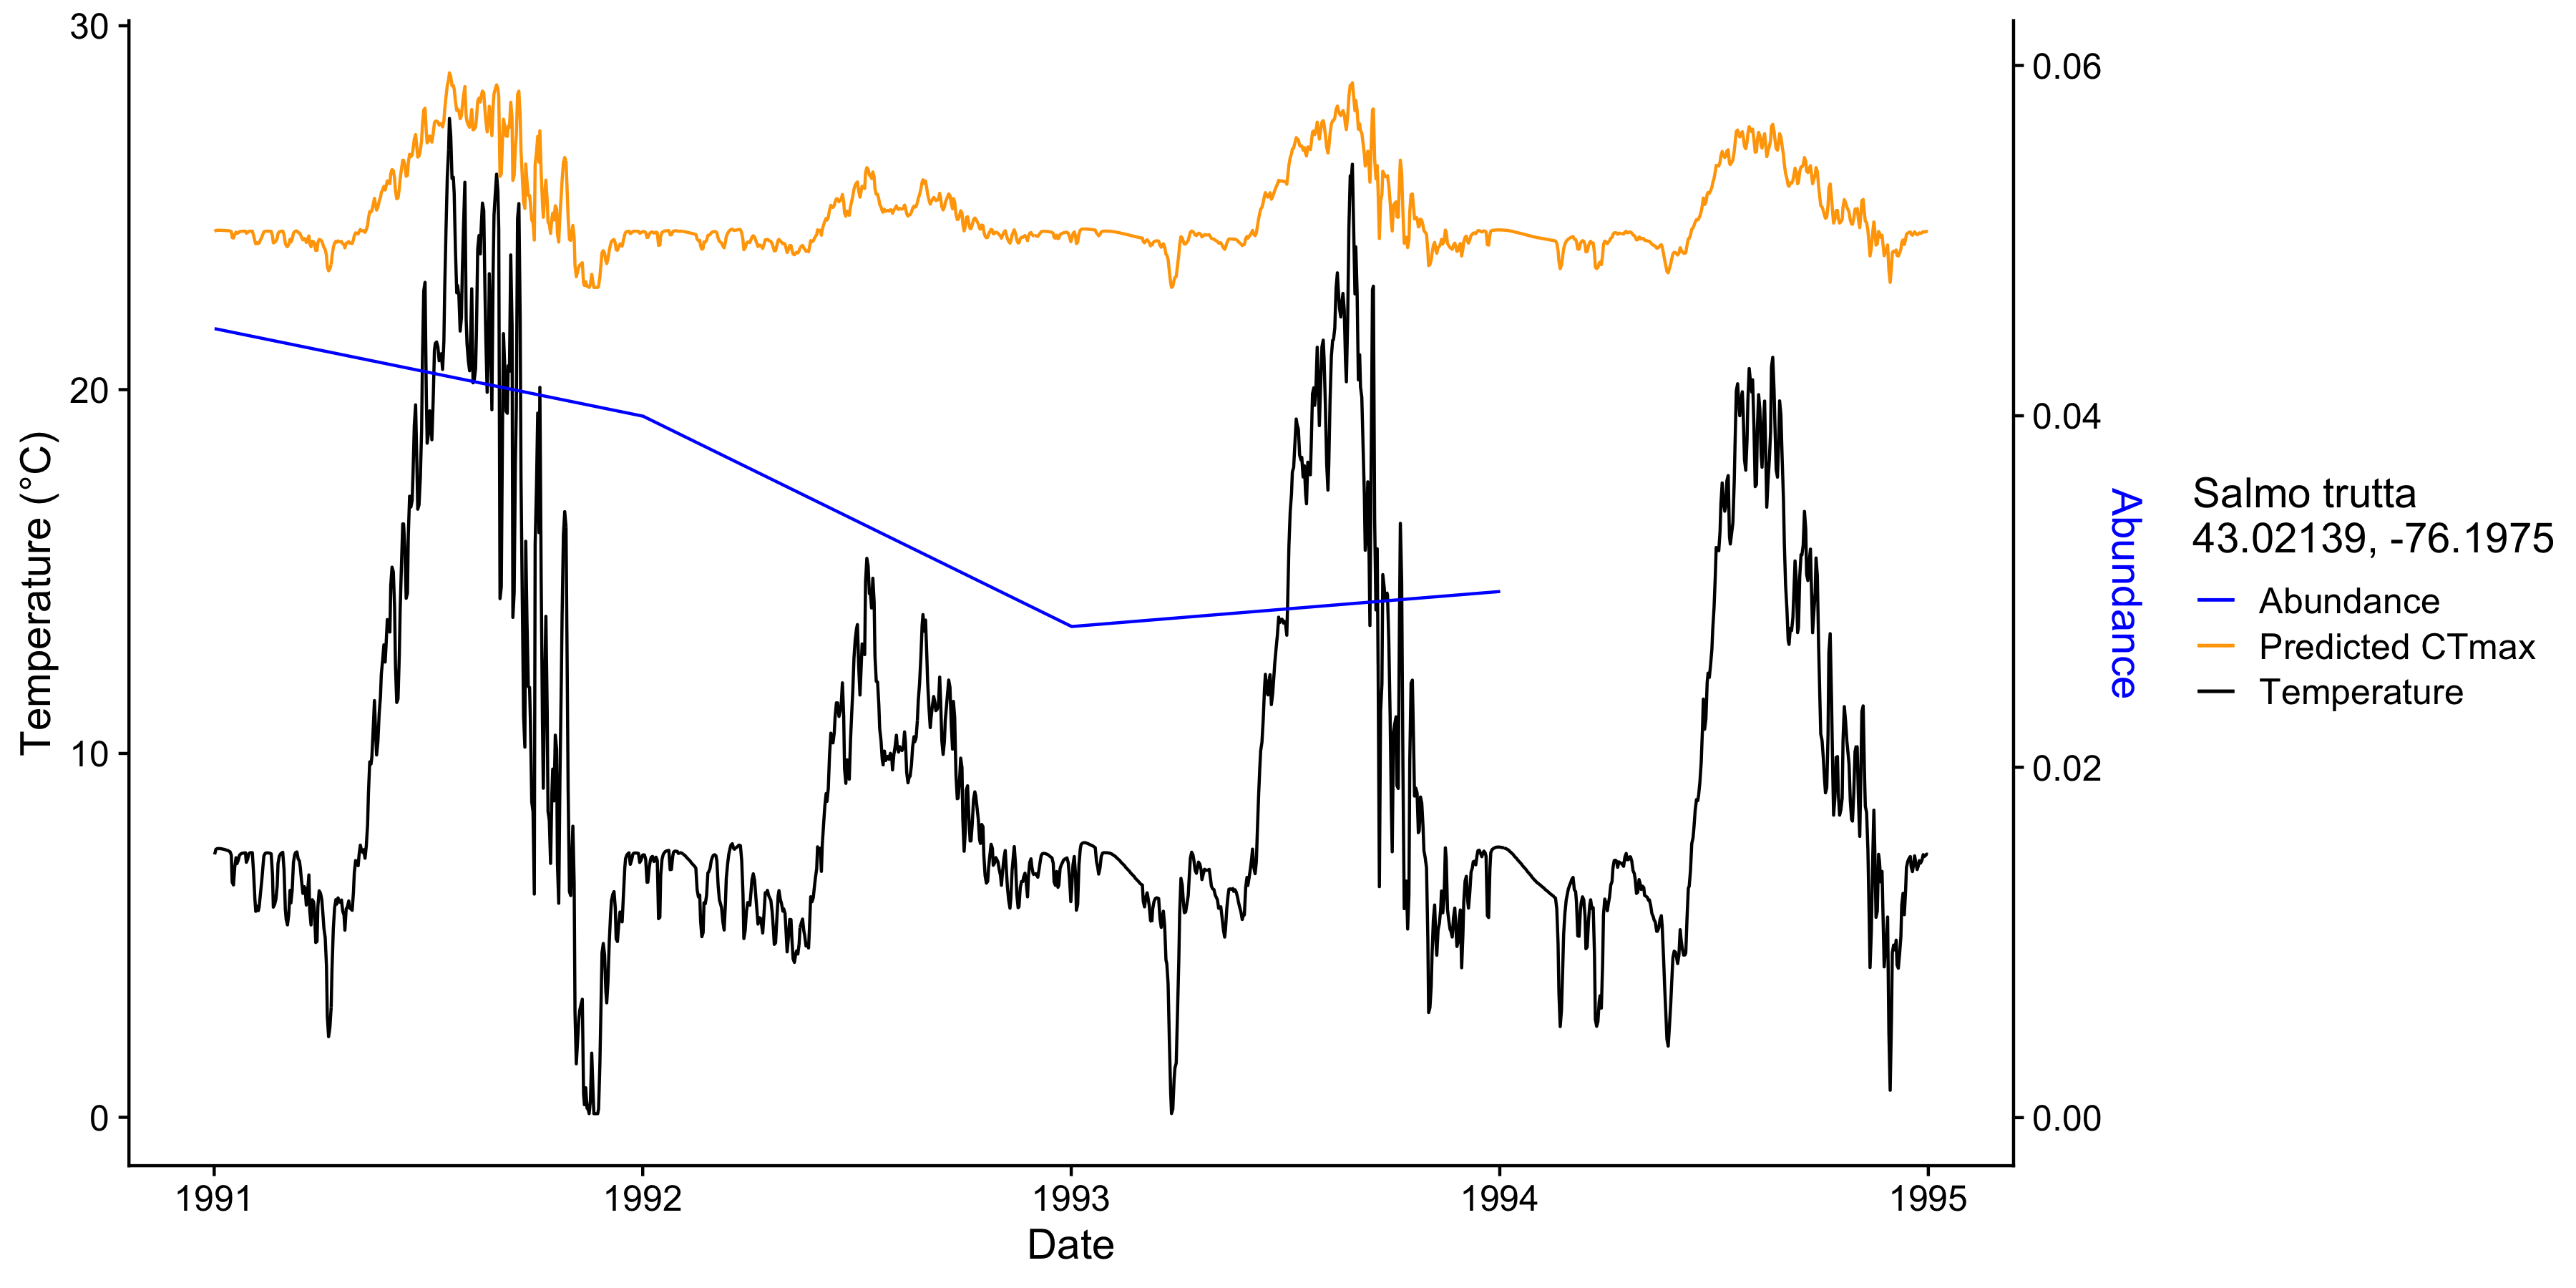 30
20
10
0
Temperature (°C)
1991
1992
1993
1994
1995
Date
0.06
0.04
0.02
0.00
Abundance
Salmo trutta
43.02139, -76.1975
Abundance
Predicted CTmax
Temperature